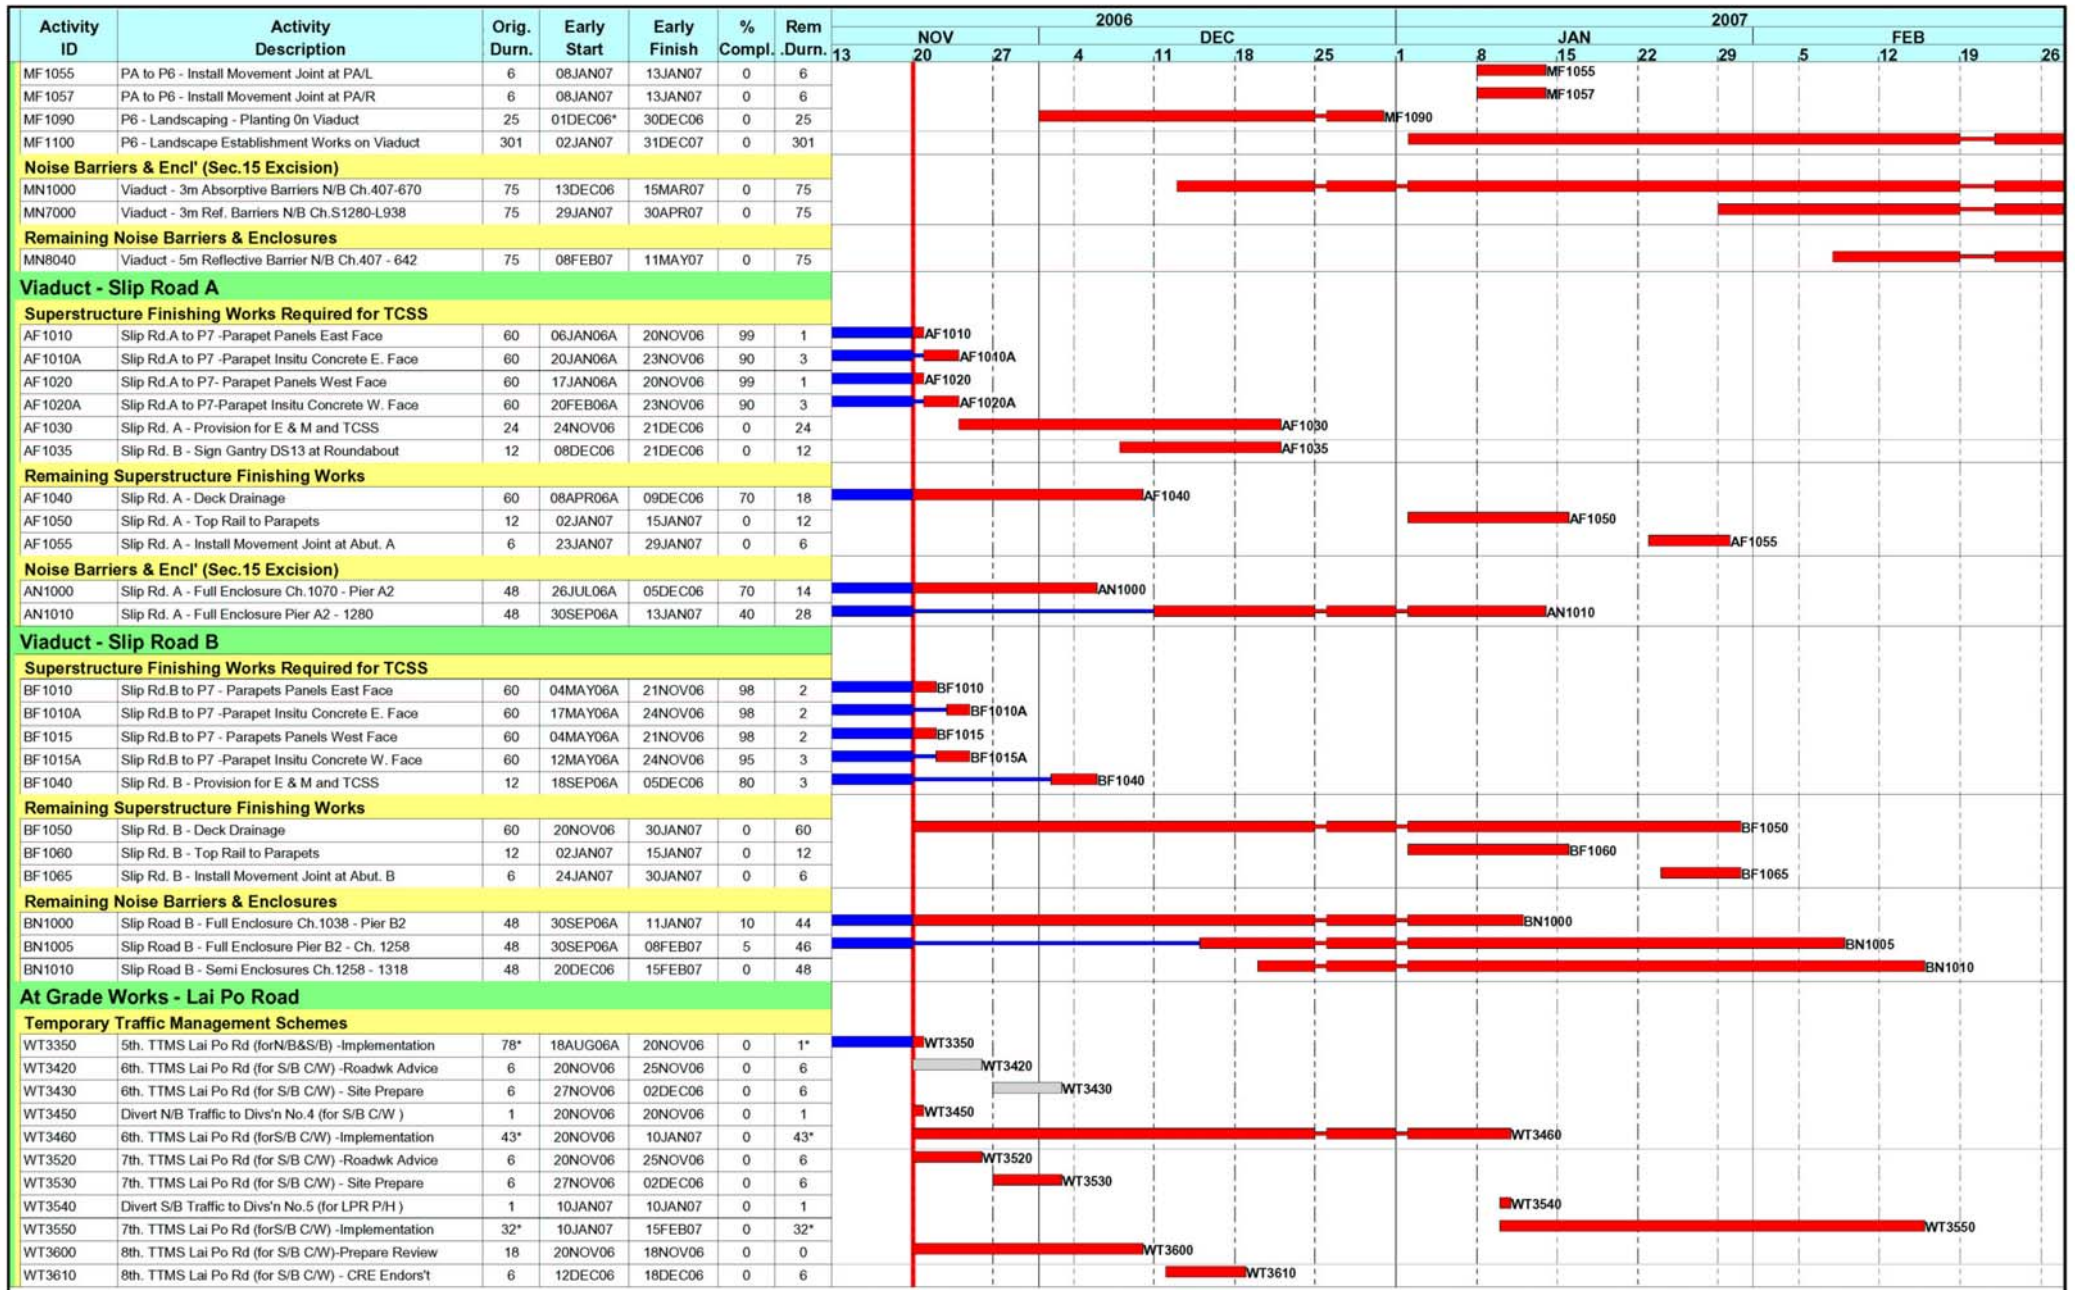 Activity ID Activity Description Orig. Durn. Early Start Early Finish % Compl. Rem .Durn. 2006 2007
NOV DEC JAN FEB
13 20 27 4 11 18 25 1 8 15 22 29 5 12 19 26
MF1055 PA to P6 - Install Movement Joint at PA/L 6 08JAN07 13JAN07 0 6 MF1055
MF1057 PA to P6 - Install Movement Joint at PA/R 6 08JAN07 13JAN07 0 6 MF1057
MF1090 P6 - Landscaping - Planting 0n Viaduct 25 01DEC06* 30DEC06 0 25 MF1090
MF1100 P6 - Landscape Establishment Works on Viaduct 301 02JAN07 31DEC07 0 301
Noise Barriers & Encl' (Sec.15 Excision)
MN1000 Viaduct - 3m Absorptive Barriers N/B Ch.407-670 75 13DEC06 15MAR07 0 75
MN7000 Viaduct - 3m Ref. Barriers N/B Ch.S1280-L938 75 29JAN07 30APR07 0 75
Remaining Noise Barriers & Enclosures
MN8040 Viaduct - 5m Reflective Barrier N/B Ch.407 - 642 75 08FEB07 11MAY07 0 75
Viaduct - Slip Road A
Superstructure Finishing Works Required for TCSS
AF1010 Slip Rd.A to P7 -Parapet Panels East Face 60 06JAN06A 20NOV06 99 1 AF1010
AF1010A Slip Rd.A to P7 -Parapet Insitu Concrete E. Face 60 20JAN06A 23NOV06 90 3 AF1010A
AF1020 Slip Rd.A to P7- Parapet Panels West Face 60 17JAN06A 20NOV06 99 1 AF1020
AF1020A Slip Rd.A to P7-Parapet Insitu Concrete W. Face 60 20FEB06A 23NOV06 90 3 AF1020A
AF1030 Slip Rd. A - Provision for E & M and TCSS 24 24NOV06 21DEC06 0 24 AF1030
AF1035 Slip Rd. B - Sign Gantry DS13 at Roundabout 12 08DEC06 21DEC06 0 12 AF1035
Remaining Superstructure Finishing Works
AF1040 Slip Rd. A - Deck Drainage 60 08APR06A 09DEC06 70 18 AF1040
AF1050 Slip Rd. A - Top Rail to Parapets 12 02JAN07 15JAN07 0 12 AF1050
AF1055 Slip Rd. A - Install Movement Joint at Abut. A 6 23JAN07 29JAN07 0 6 AF1055
Noise Barriers & Encl' (Sec.15 Excision)
AN1000 Slip Rd. A - Full Enclosure Ch.1070 - Pier A2 48 26JUL06A 05DEC06 70 14 AN1000
AN1010 Slip Rd. A - Full Enclosure Pier A2 - 1280 48 30SEP06A 13JAN07 40 28 AN1010
Viaduct - Slip Road B
Superstructure Finishing Works Required for TCSS
BF1010 Slip Rd.B to P7 - Parapets Panels East Face 60 04MAY06A 21NOV06 98 2 BF1010
BF1010A Slip Rd.B to P7 -Parapet Insitu Concrete E. Face 60 17MAY06A 24NOV06 98 2 BF1010A
BF1015 Slip Rd.B to P7 - Parapets Panels West Face 60 04MAY06A 21NOV06 98 2 BF1015
BF1015A Slip Rd.B to P7 -Parapet Insitu Concrete W. Face 60 12MAY06A 24NOV06 95 3 BF1015A
BF1040 Slip Rd. B - Provision for E & M and TCSS 12 18SEP06A 05DEC06 80 3 BF1040
Remaining Superstructure Finishing Works
BF1050 Slip Rd. B - Deck Drainage 60 20NOV06 30JAN07 0 60 BF1050
BF1060 Slip Rd. B - Top Rail to Parapets 12 02JAN07 15JAN07 0 12 BF1060
BF1065 Slip Rd. B - Install Movement Joint at Abut. B 6 24JAN07 30JAN07 0 6 BF1065
Remaining Noise Barriers & Enclosures
BN1000 Slip Road B - Full Enclosure Ch.1038 - Pier B2 48 30SEP06A 11JAN07 10 44 BN1000
BN1005 Slip Road B - Full Enclosure Pier B2 - Ch. 1258 48 30SEP06A 08FEB07 5 46 BN1005
BN1010 Slip Road B - Semi Enclosures Ch.1258 - 1318 48 20DEC06 15FEB07 0 48 BN1010
At Grade Works - Lai Po Road
Temporary Traffic Management Schemes
WT3350 5th. TTMS Lai Po Rd (forN/B&S/B) -Implementation 78* 18AUG06A 20NOV06 0 1* WT3350
WT3420 6th. TTMS Lai Po Rd (for S/B C/W) -Roadwk Advice 6 20NOV06 25NOV06 0 6 WT3420
WT3430 6th. TTMS Lai Po Rd (for S/B C/W) - Site Prepare 6 27NOV06 02DEC06 0 6 WT3430
WT3450 Divert N/B Traffic to Divs'n No.4 (for S/B C/W ) 1 20NOV06 20NOV06 0 1 WT3450
WT3460 6th. TTMS Lai Po Rd (forS/B C/W) -Implementation 43* 20NOV06 10JAN07 0 43* WT3460
WT3520 7th. TTMS Lai Po Rd (for S/B C/W) -Roadwk Advice 6 20NOV06 25NOV06 0 6 WT3520
WT3530 7th. TTMS Lai Po Rd (for S/B C/W) - Site Prepare 6 27NOV06 02DEC06 0 6 WT3530
WT3540 Divert S/B Traffic to Divs'n No.5 (for LPR P/H ) 1 10JAN07 10JAN07 0 1 WT3540
WT3550 7th. TTMS Lai Po Rd (forS/B C/W) -Implementation 32* 10JAN07 15FEB07 0 32* WT3550
WT3600 8th. TTMS Lai Po Rd (for S/B C/W)-Prepare Review 18 20NOV06 18NOV06 0 0 WT3600
WT3610 8th. TTMS Lai Po Rd (for S/B C/W) - CRE Endors't 6 12DEC06 18DEC06 0 6 WT3610